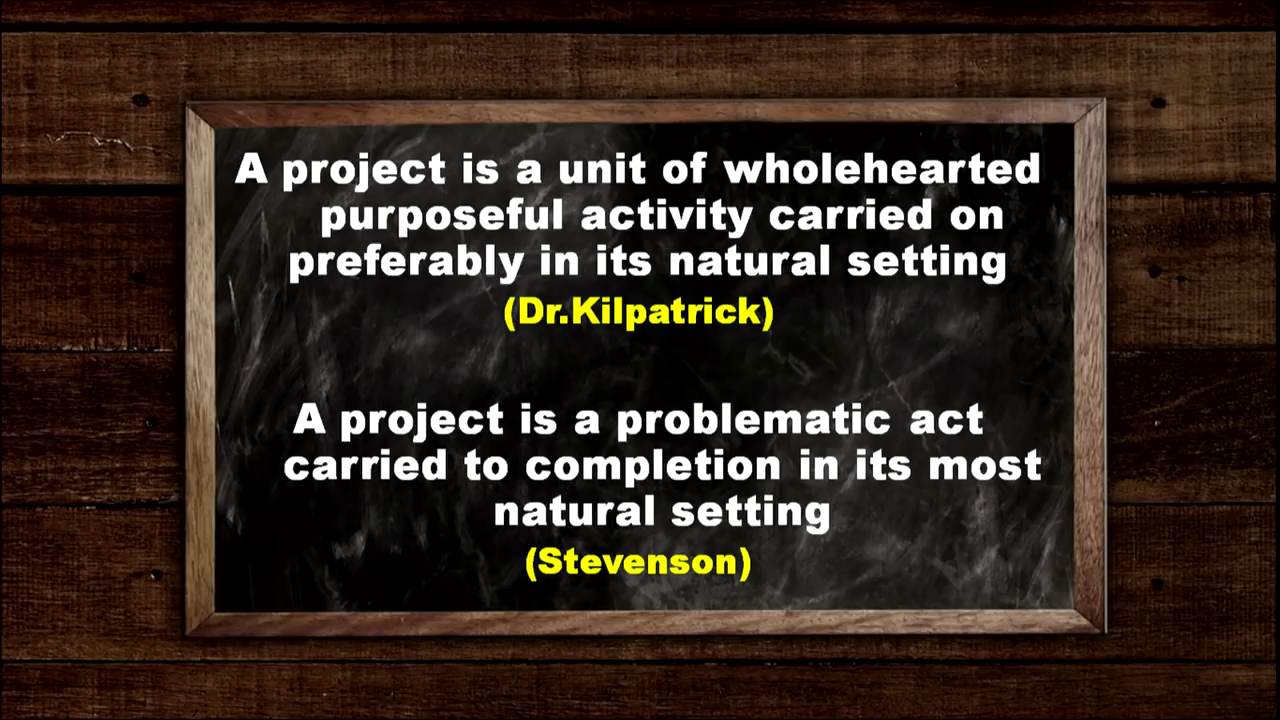 A project is a unit of wholehearted
purposeful activity carried on
preferably in its natural setting
(Dr.Kilpatrick)
A project is a problematic act
carried to completion in its most
natural setting
(Stevenson)